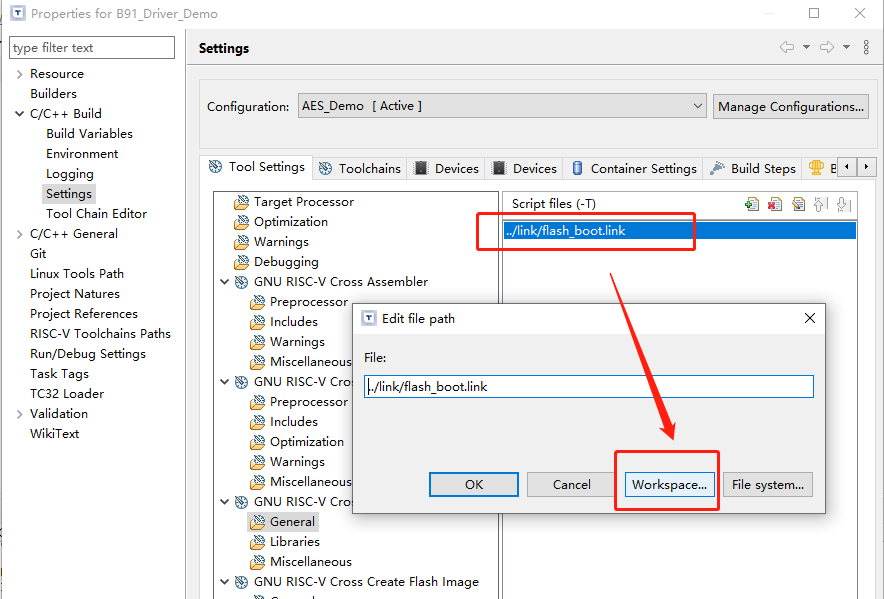 Properties for B91_Driver_Demo
type filter text
Resource
Builders
C/C++ Build
Build Variables
Environment
Logging
Settings
Tool Chain Editor
C/C++ General
Git
Linux Tools Path
Project Natures
Project References
RISC-V Toolchains Paths
Run/Debug Settings
Task Tags
TC32 Loader
Validation
WikiText
Settings
Configuration: AES_Demo [ Active ] Manage Configurations...
Tool Settings Toolchains Devices Devices Container Settings Build Steps B
Target Processor
Optimization
Warnings
Debugging
GNU RISC-V Cross Assembler
Preprocessor
Includes
Warnings
Miscellaneous
GNU RISC-V Cro
Preprocessor
Includes
Optimization
Warnings
Miscellaneous
GNU RISC-V Cro
General
Libraries
Miscellaneous
GNU RISC-V Cross Create Flash Image
Script files (-T)
../link/flash_boot.link
Edit file path
File:
../link/flash_boot.link
OK Cancel Workspace... File system...